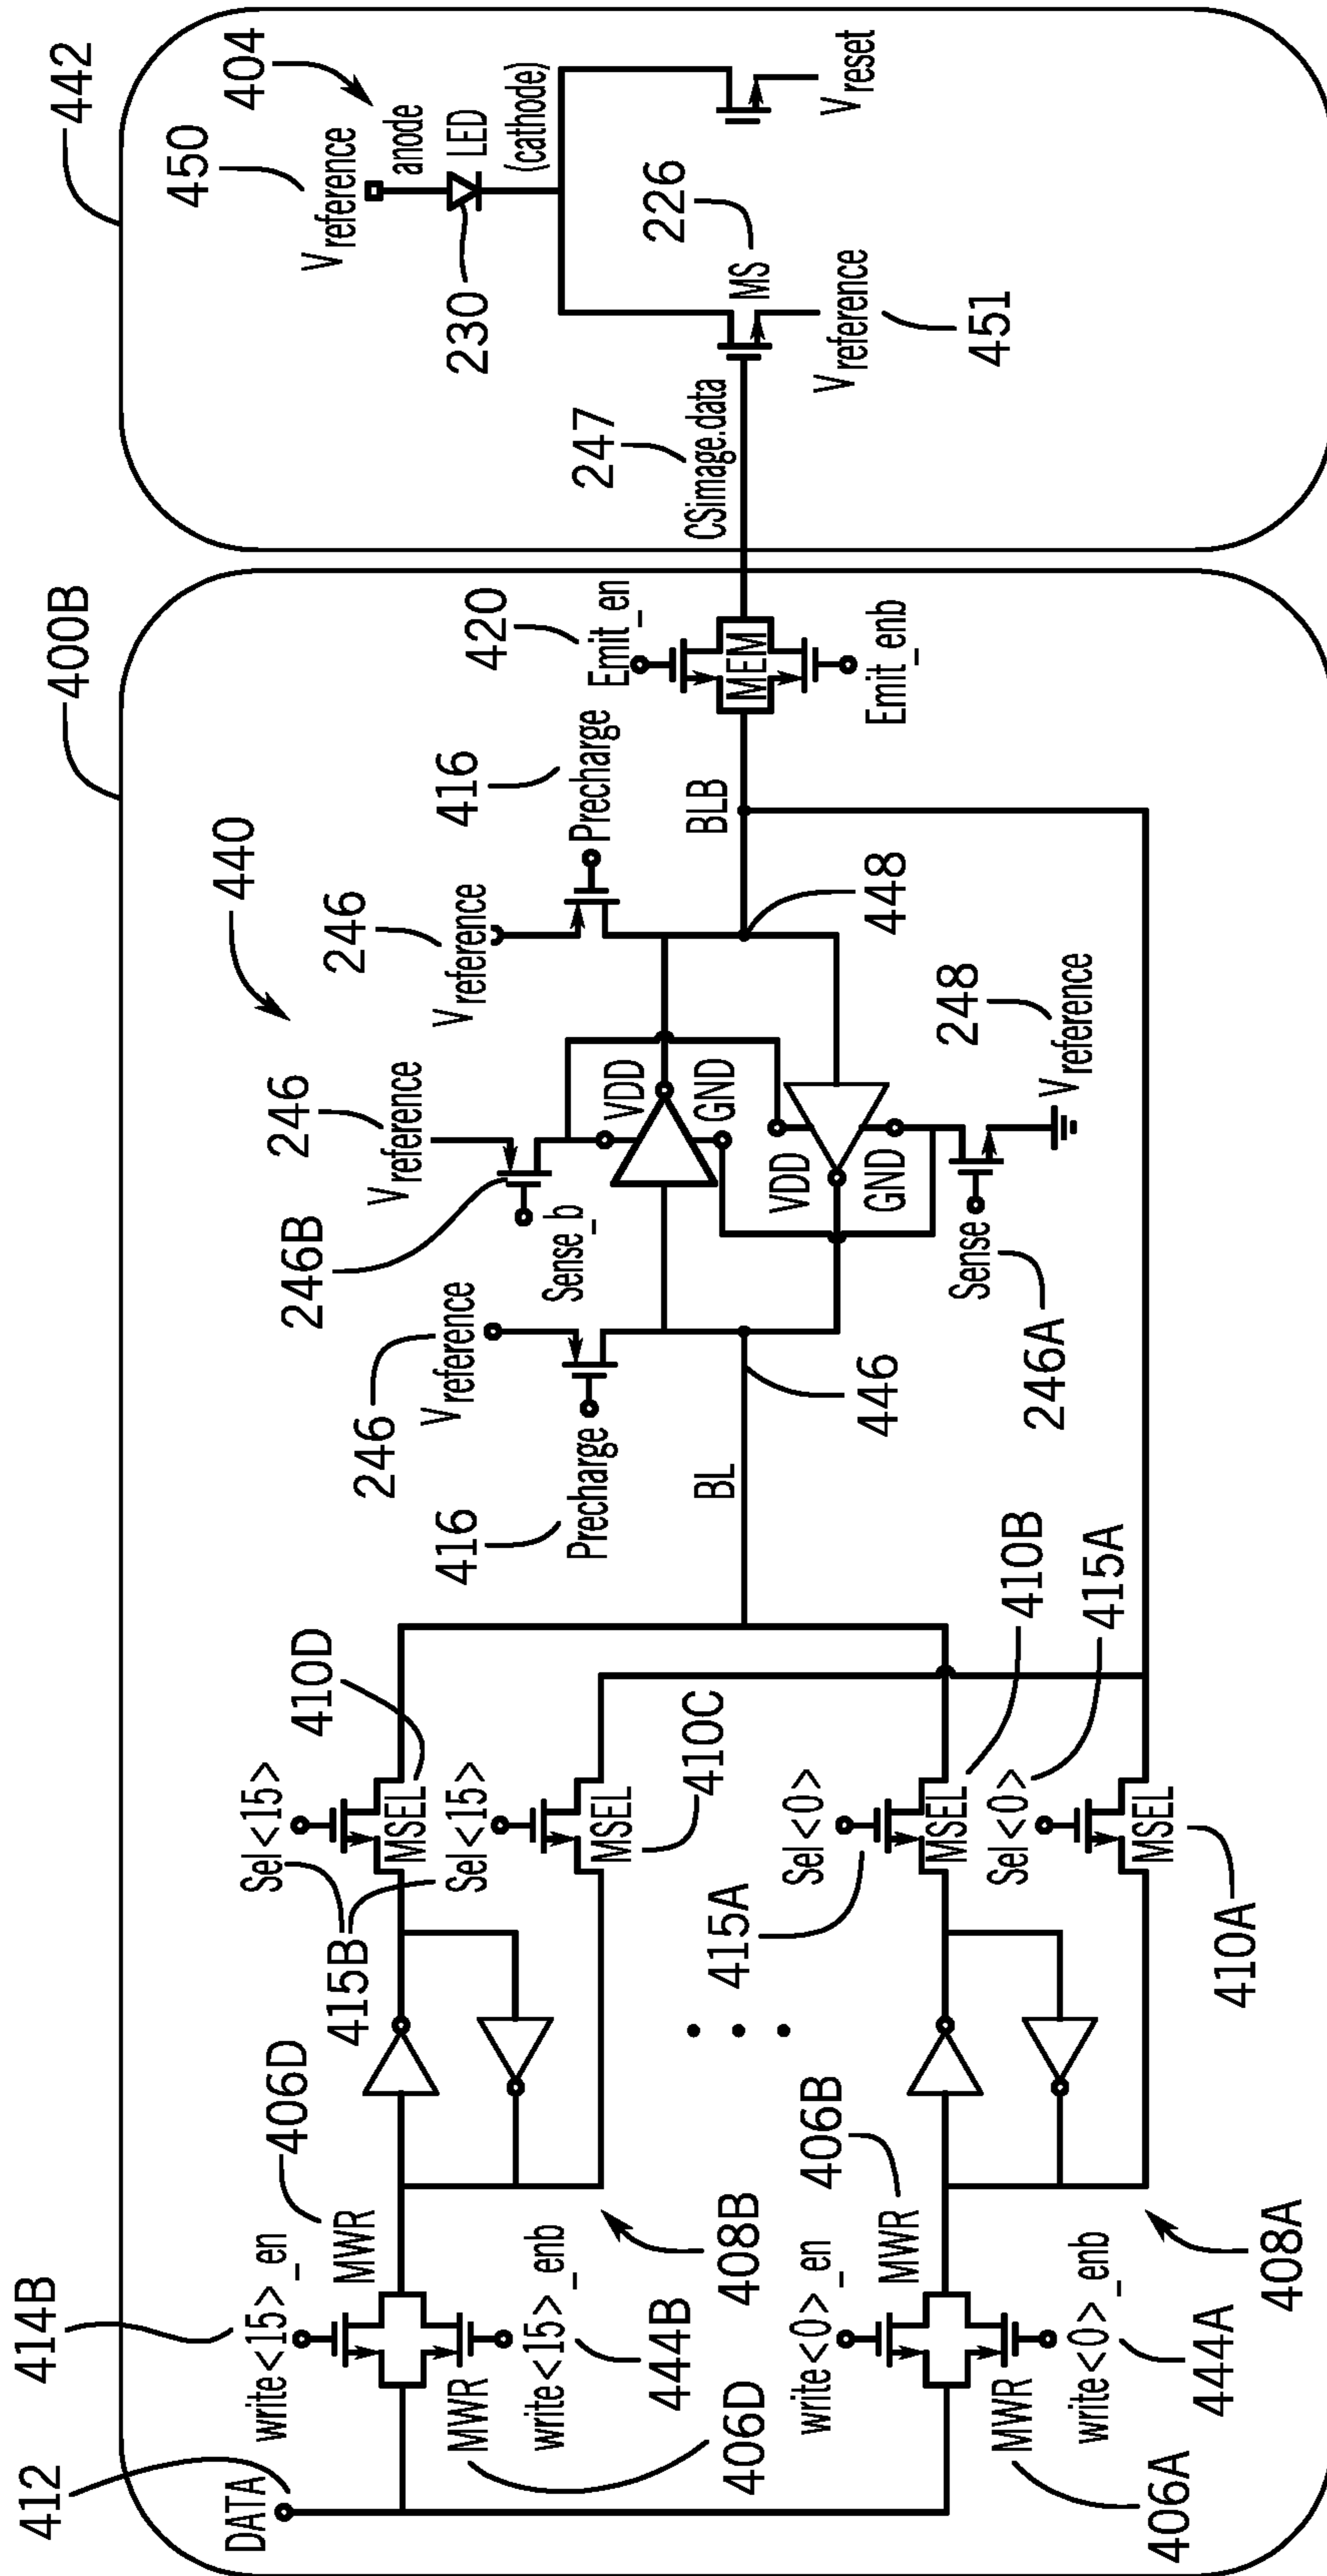 400B
442
412
DATA
414B
write<15>_en
MWR
406D
MWR
406D
write<15>_enb
444B
408B
415B
Sel<15>
MSEL
410D
Sel<15>
MSEL
410C
write<0>_en
MWR
406B
MWR
406A
write<0>_enb
444A
408A
415A
Sel<0>
MSEL
410B
Sel<0>
415A
MSEL
410A
BL
446
416
Precharge
246
Vreference
246B
Sense_b
246
Vreference
440
VDD
GND
VDD
GND
Sense
246A
248
Vreference
246
Vreference
416
Precharge
448
BLB
420
Emit_en
MEM
Emit_enb
247
CSimage.data
450
Vreference
404
anode
LED
230
(cathode)
226
MS
Vreference
451
Vreset